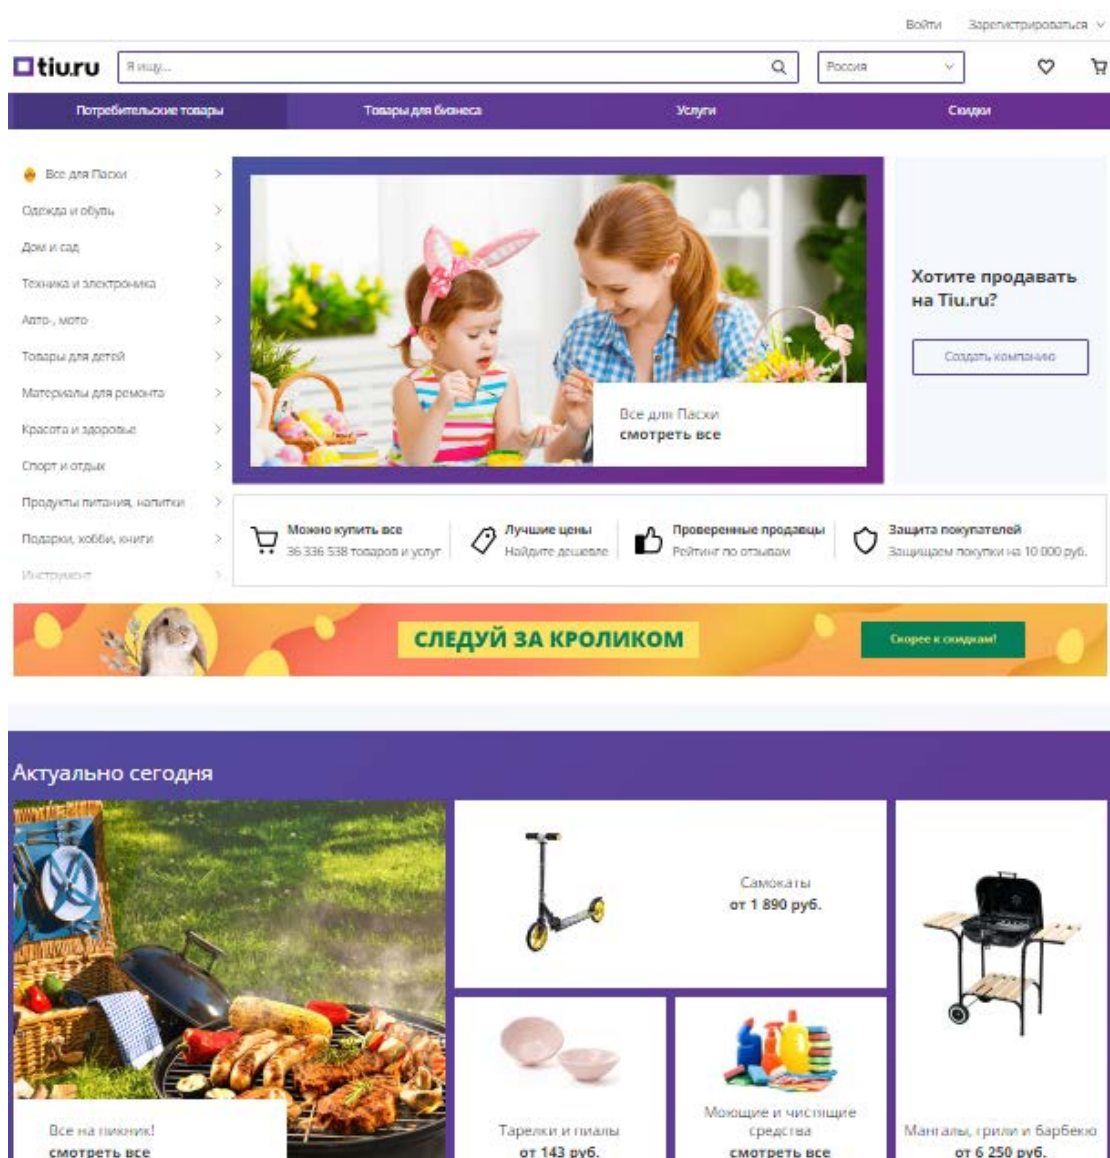 Войти Зарегистрироваться
tiu.ru Я ищу... Россия
Потребительские товары Товары для бизнеса Услуги Скидки
Все для Пасхи
Одежда и обувь
Дом и сад
Техника и электроника
Авто-, мото
Товары для детей
Материалы для ремонта
Красота и здоровье
Спорт и отдых
Продукты питания, напитки
Подарки, хобби, книги
Инструмент
Все для Пасхи
смотреть все
Хотите продавать
на Tiu.ru?
Создать компанию
Можно купить все
36 336 538 товаров и услуг
Лучшие цены
Найдите дешевле
Проверенные продавцы
Рейтинг по отзывам
Защита покупателей
Защищаем покупки на 10 000 руб.
СЛЕДУЙ ЗА КРОЛИКОМ
Скорее к скидкам!
Актуально сегодня
Все на пикник!
смотреть все
Самокаты
от 1 890 руб.
Тарелки и пиалы
от 143 руб.
Моющие и чистящие
средства
смотреть все
Мангалы, грили и барбекю
от 6 250 руб.